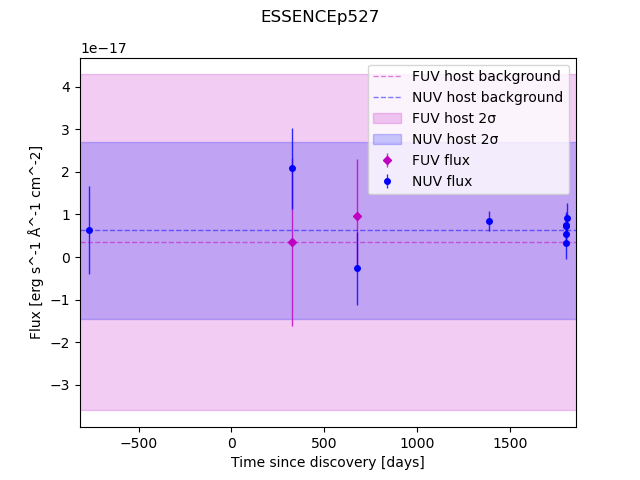 ESSENCEp527
1e−17
FUV host background
NUV host background
FUV host 2σ
NUV host 2σ
FUV flux
NUV flux
4
3
2
1
0
−1
−2
−3
Flux [erg s^-1 Å^-1 cm^-2]
−500
0
500
1000
1500
Time since discovery [days]